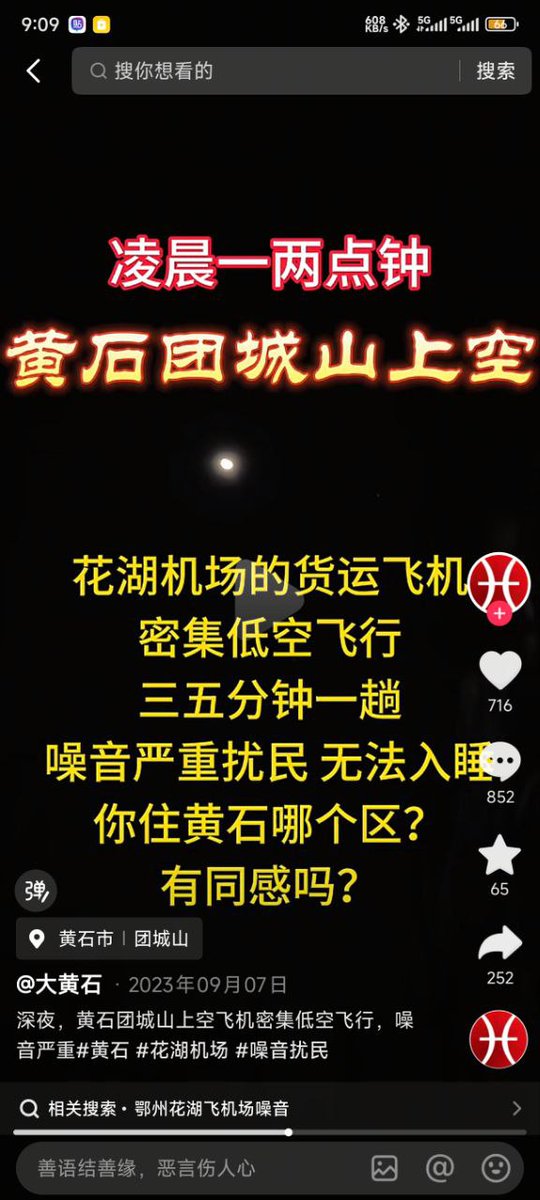 9:09
贴
608 KB/s
5G
5G
66
搜你想看的
搜索
凌晨一两点钟
黄石团城山上空
花湖机场的货运飞机
密集低空飞行
三五分钟一趟
噪音严重扰民 无法入睡
你住黄石哪个区？
有同感吗？
716
852
65
252
弹
黄石市 | 团城山
@大黄石 · 2023年09月07日
深夜，黄石团城山上空飞机密集低空飞行，噪
音严重#黄石 #花湖机场 #噪音扰民
相关搜索 · 鄂州花湖飞机场噪音
善语结善缘，恶言伤人心